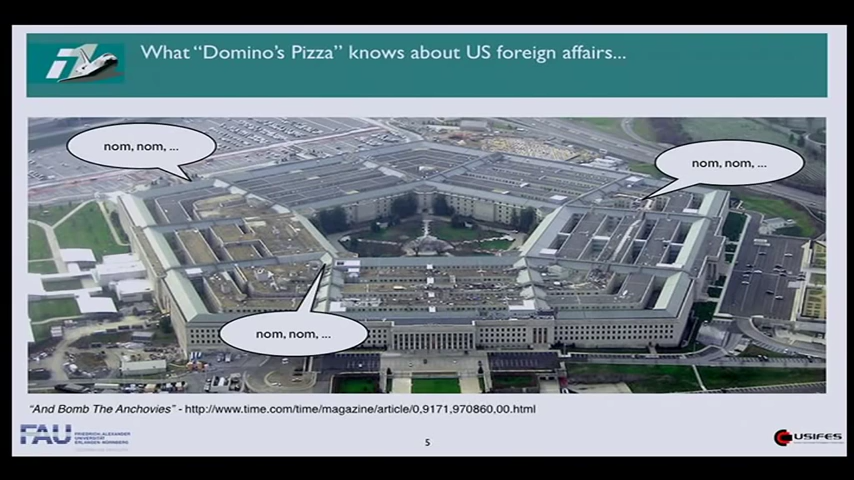 What “Domino's Pizza” knows about US foreign affairs...
nom, nom, ...
nom, nom, ...
nom, nom, ...
“And Bomb The Anchovies” - http://www.time.com/time/magazine/article/0,9171,970860,00.html
FAU
FRIEDRICH-ALEXANDER
UNIVERSITÄT
ERLANGEN-NÜRNBERG
5
USIFES